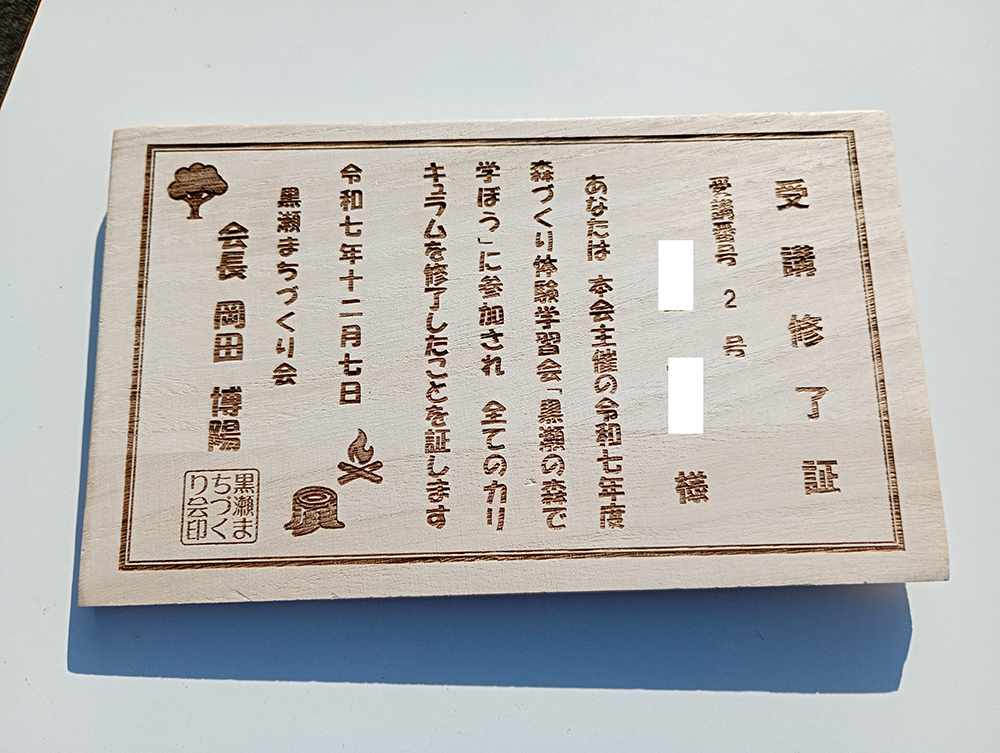 受講修了証
受講番号 2 号
様
あなたは 本会主催の令和七年度
森づくり体験学習会「黒瀬の森で
学ぼう」に参加され 全てのカリ
キュラムを修了したことを証します
令和七年十二月七日
黒瀬まちづくり会
会長 岡田 博陽
黒瀬ま
ちづく
り会印